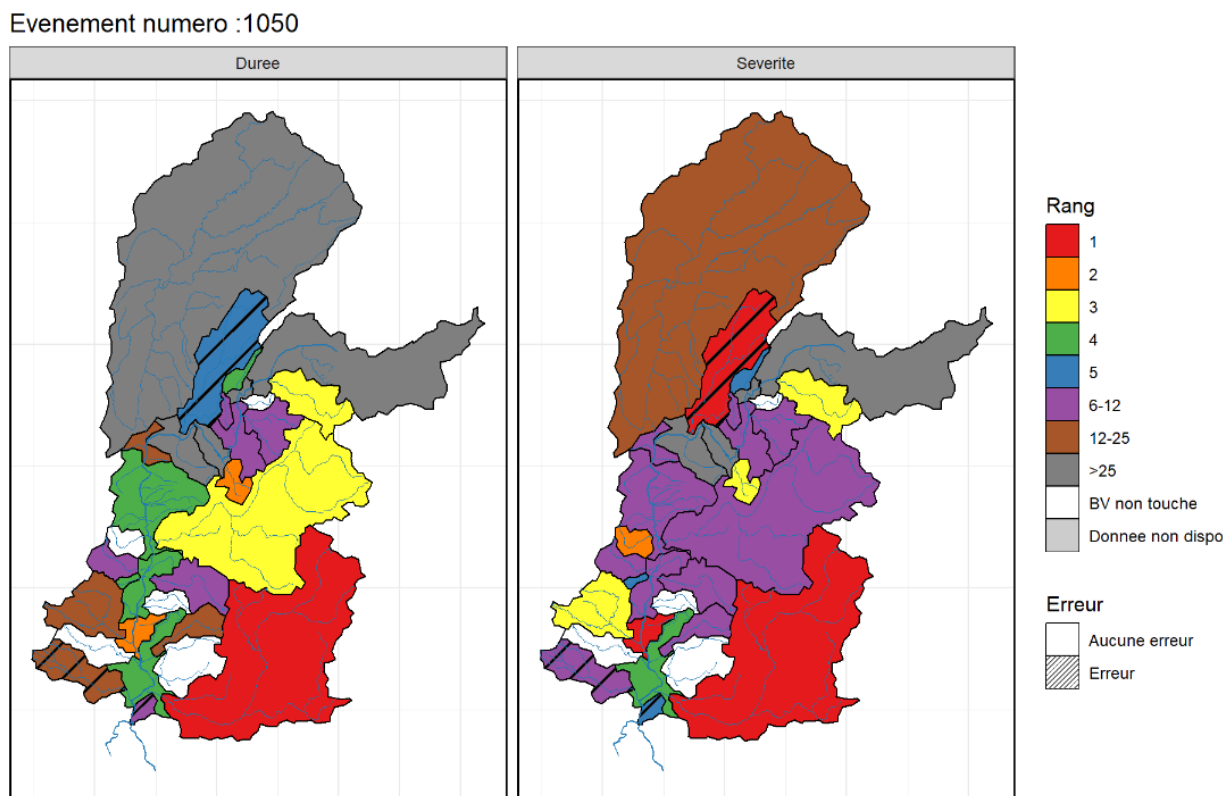 Evenement numero :1050
Duree
Severite
Rang
1
2
3
4
5
6-12
12-25
>25
BV non touche
Donnee non dispo
Erreur
Aucune erreur
Erreur